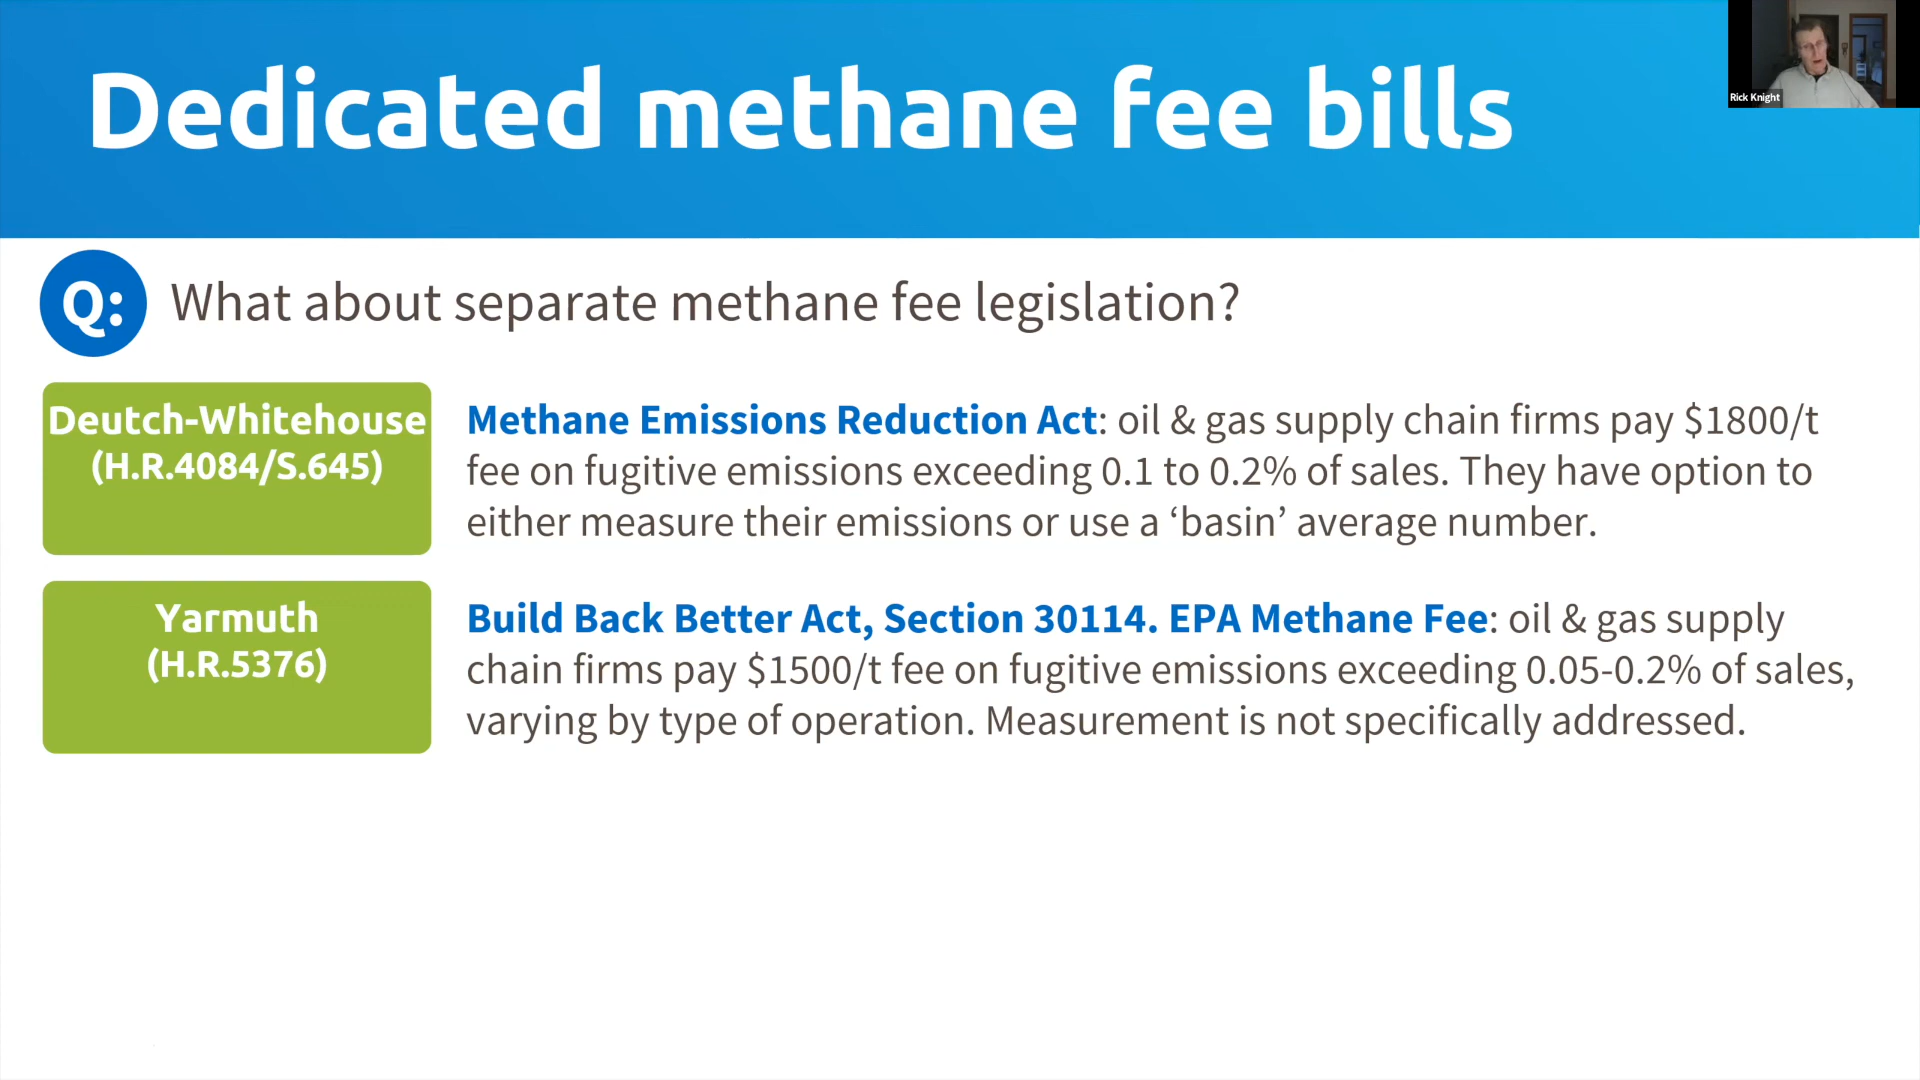 Dedicated methane fee bills
Rick Knight
Q: What about separate methane fee legislation?
Deutch-Whitehouse
(H.R.4084/S.645)
Methane Emissions Reduction Act: oil & gas supply chain firms pay $1800/t
fee on fugitive emissions exceeding 0.1 to 0.2% of sales. They have option to
either measure their emissions or use a ‘basin’ average number.
Yarmuth
(H.R.5376)
Build Back Better Act, Section 30114. EPA Methane Fee: oil & gas supply
chain firms pay $1500/t fee on fugitive emissions exceeding 0.05-0.2% of sales,
varying by type of operation. Measurement is not specifically addressed.